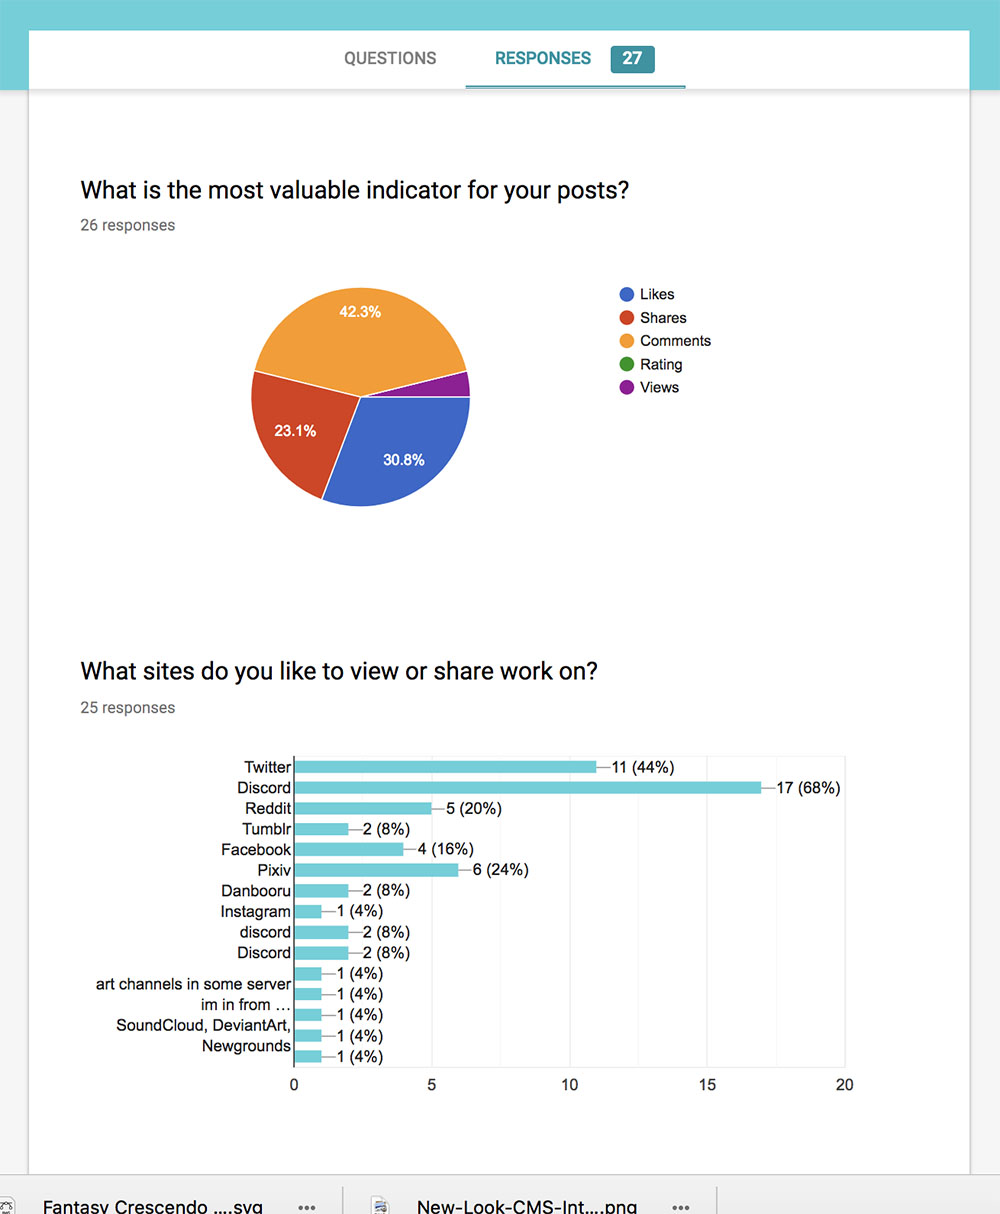 QUESTIONS
RESPONSES 27
What is the most valuable indicator for your posts?
26 responses
42.3%
23.1%
30.8%
Likes
Shares
Comments
Rating
Views
What sites do you like to view or share work on?
25 responses
Twitter 11 (44%)
Discord 17 (68%)
Reddit 5 (20%)
Tumblr 2 (8%)
Facebook 4 (16%)
Pixiv 6 (24%)
Danbooru 2 (8%)
Instagram 1 (4%)
discord 2 (8%)
Discord 2 (8%)
1 (4%)
art channels in some server
1 (4%)
im in from ...
1 (4%)
SoundCloud, DeviantArt,
1 (4%)
Newgrounds
1 (4%)
0 5 10 15 20
Fantasy Crescendo ....svg
New-Look-CMS-Int....png